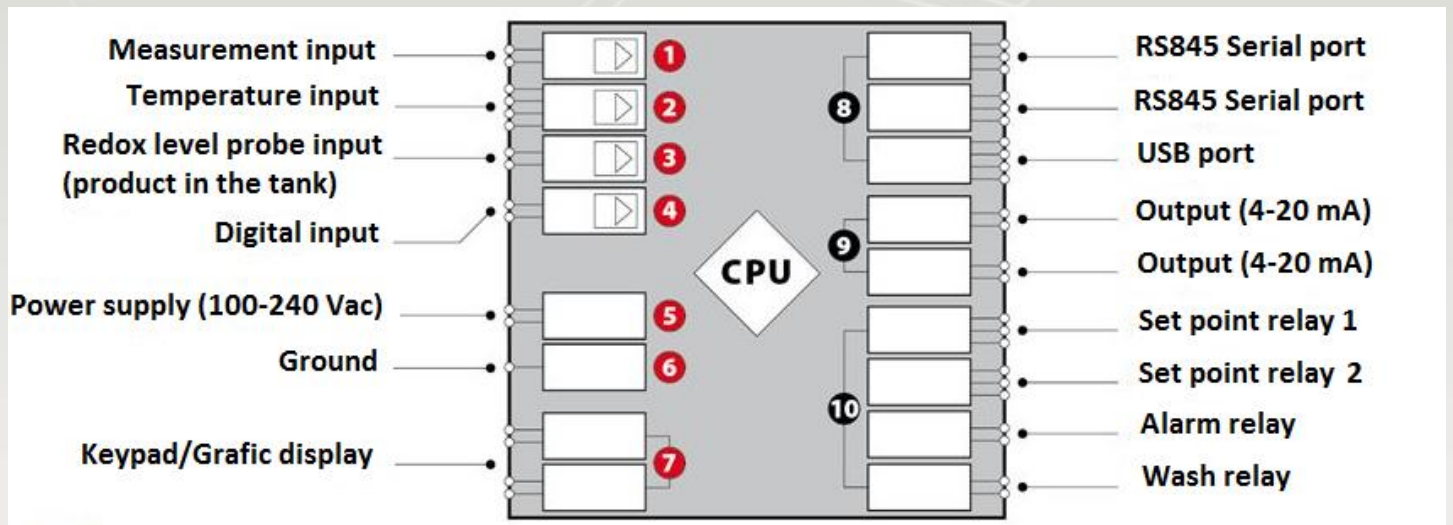 Measurement input
Temperature input
Redox level probe input
(product in the tank)
Digital input
Power supply (100-240 Vac)
Ground
Keypad/Grafic display
1
2
3
4
5
6
7
CPU
8
9
10
RS845 Serial port
RS845 Serial port
USB port
Output (4-20 mA)
Output (4-20 mA)
Set point relay 1
Set point relay 2
Alarm relay
Wash relay